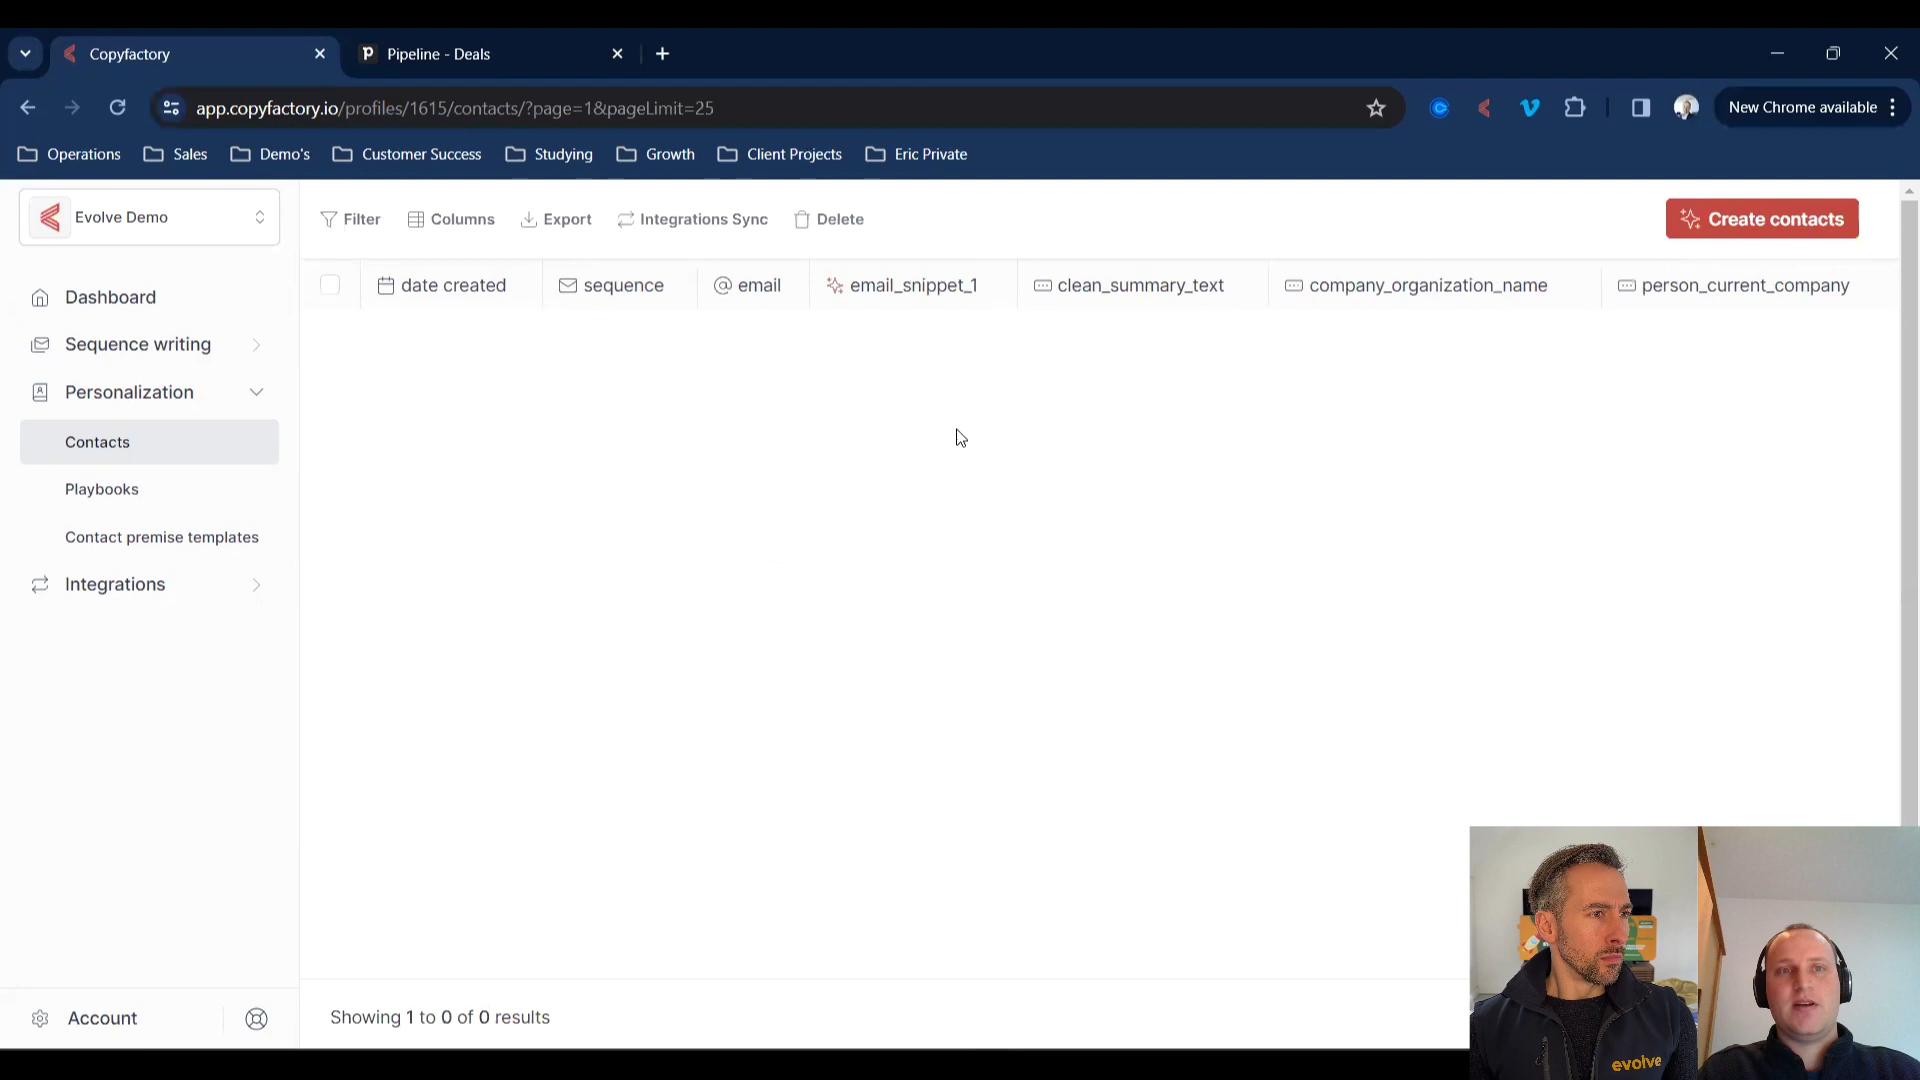 Copyfactory
Pipeline - Deals
app.copyfactory.io/profiles/1615/contacts/?page=1&pageLimit=25
New Chrome available
Operations Sales Demo's Customer Success Studying Growth Client Projects Eric Private
Evolve Demo
Filter Columns Export Integrations Sync Delete
Create contacts
date created sequence email email_snippet_1 clean_summary_text company_organization_name person_current_company
Dashboard
Sequence writing
Personalization
Contacts
Playbooks
Contact premise templates
Integrations
Account
Showing 1 to 0 of 0 results
evolve